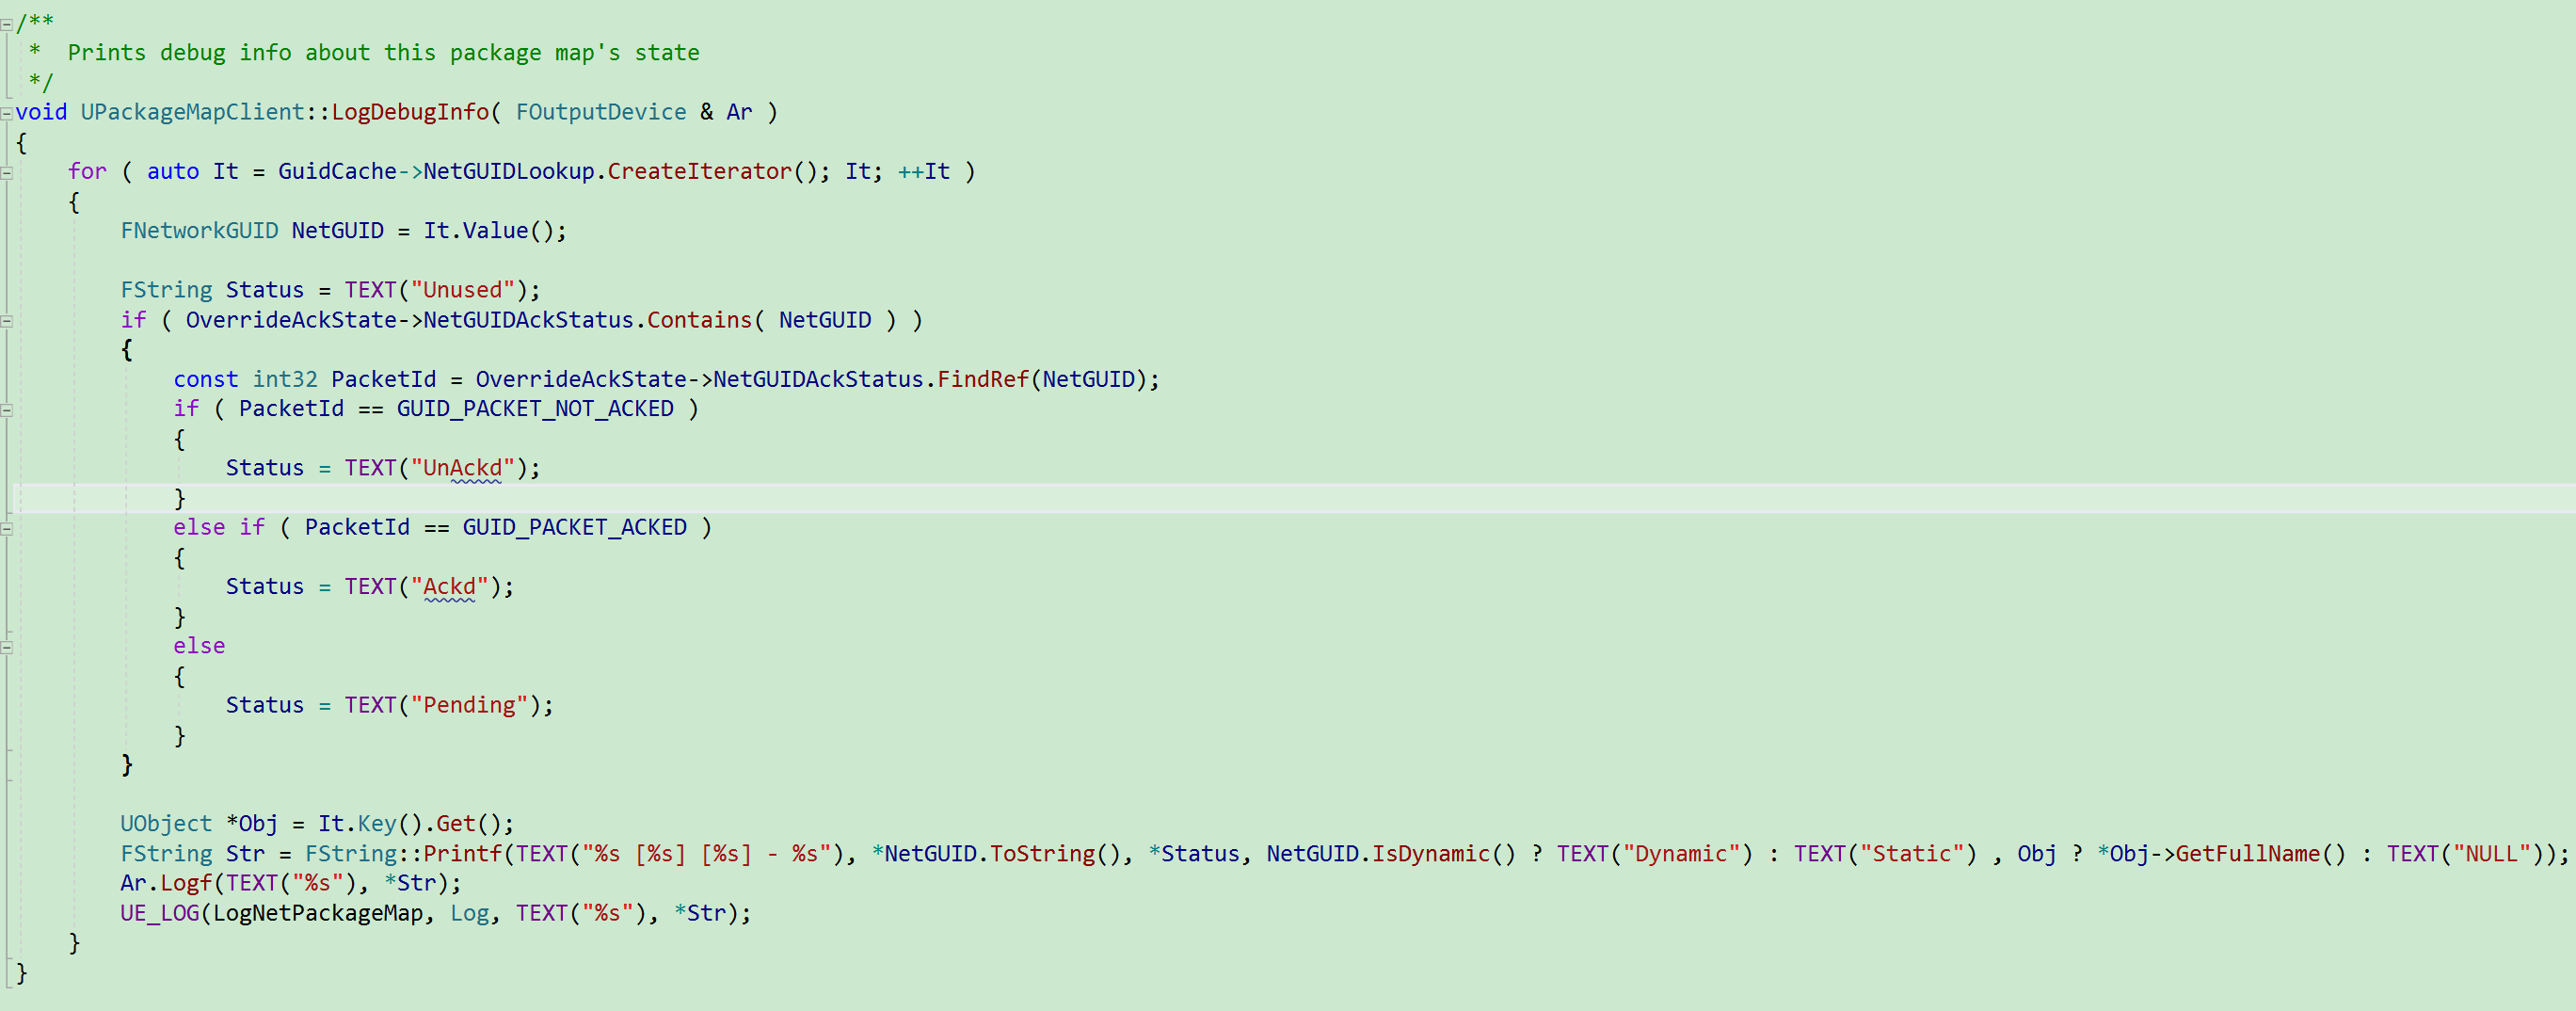 /**
 *  Prints debug info about this package map's state
 */
void UPackageMapClient::LogDebugInfo( FOutputDevice & Ar )
{
    for ( auto It = GuidCache->NetGUIDLookup.CreateIterator(); It; ++It )
    {
        FNetworkGUID NetGUID = It.Value();

        FString Status = TEXT("Unused");
        if ( OverrideAckState->NetGUIDAckStatus.Contains( NetGUID ) )
        {
            const int32 PacketId = OverrideAckState->NetGUIDAckStatus.FindRef(NetGUID);
            if ( PacketId == GUID_PACKET_NOT_ACKED )
            {
                Status = TEXT("UnAckd");
            }
            else if ( PacketId == GUID_PACKET_ACKED )
            {
                Status = TEXT("Ackd");
            }
            else
            {
                Status = TEXT("Pending");
            }
        }

        UObject *Obj = It.Key().Get();
        FString Str = FString::Printf(TEXT("%s [%s] [%s] - %s"), *NetGUID.ToString(), *Status, NetGUID.IsDynamic() ? TEXT("Dynamic") : TEXT("Static") , Obj ? *Obj->GetFullName() : TEXT("NULL"));
        Ar.Logf(TEXT("%s"), *Str);
        UE_LOG(LogNetPackageMap, Log, TEXT("%s"), *Str);
    }
}